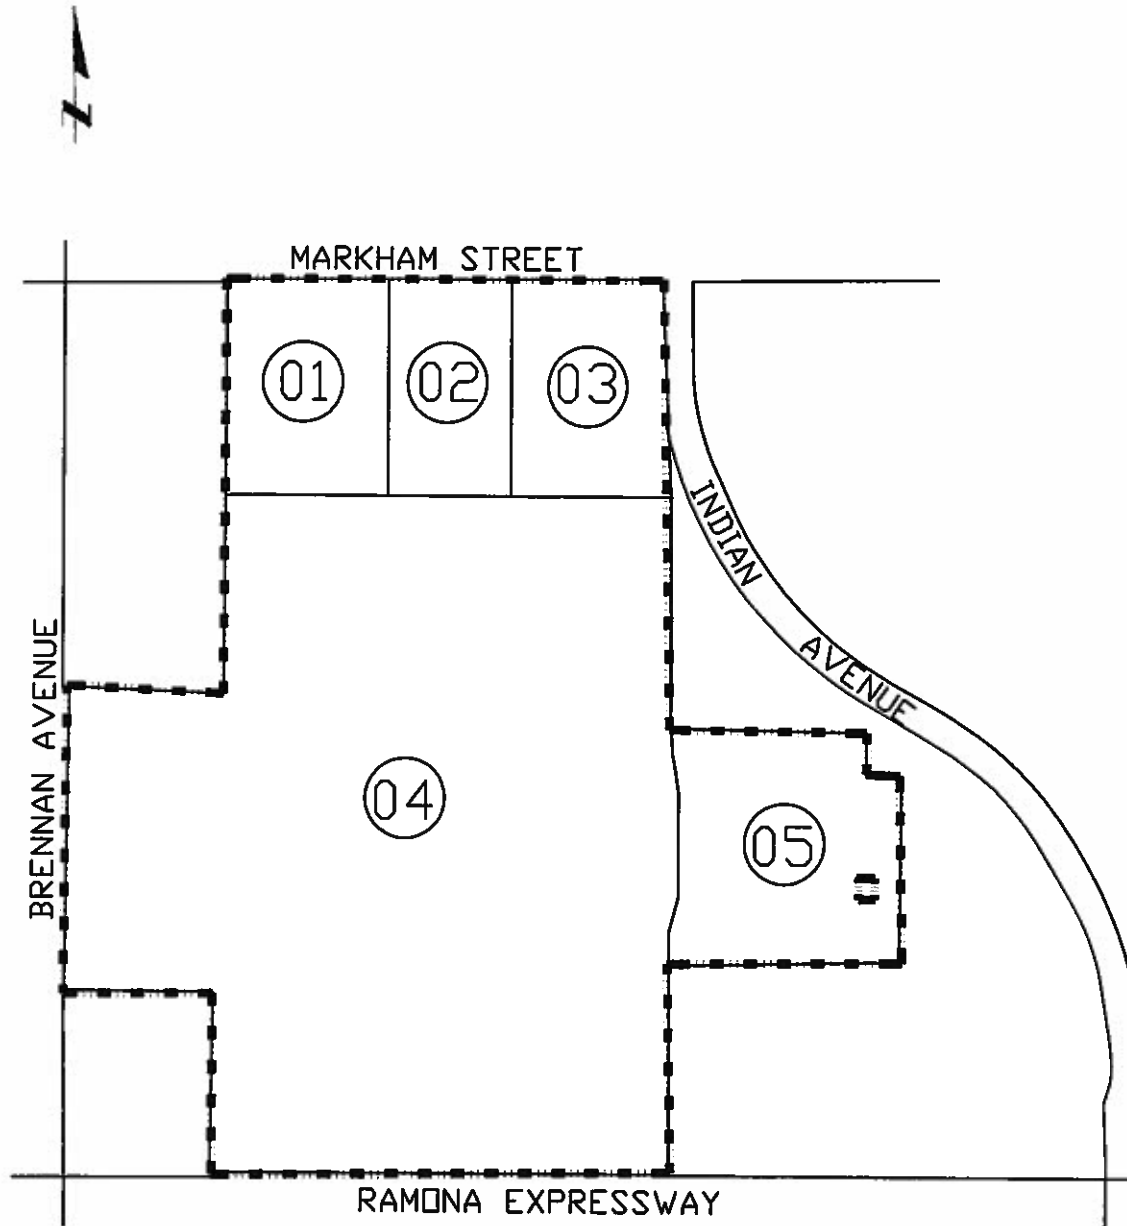 N
MARKHAM STREET
01
02
03
INDIAN AVENUE
BRENNAN AVENUE
04
05
RAMONA EXPRESSWAY